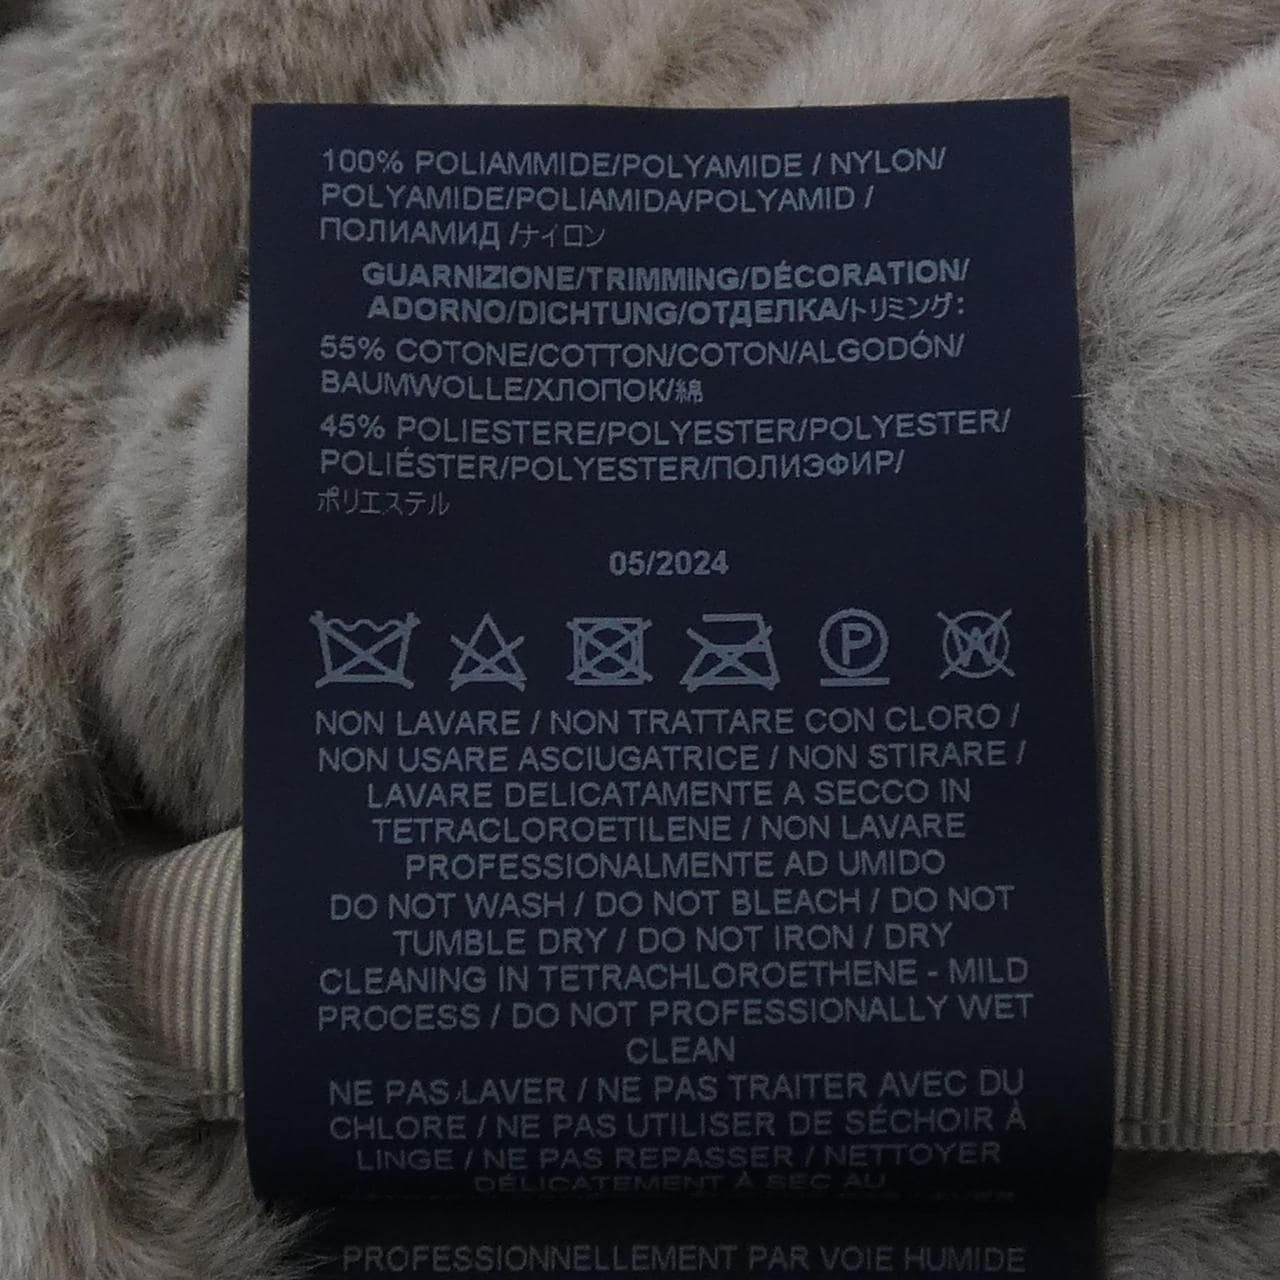 100% POLIAMMIDE/POLYAMIDE / NYLON/
POLYAMIDE/POLIAMIDA/POLYAMID /
ПОЛИАМИД /ナイロン
GUARNIZIONE/TRIMMING/DÉCORATION/
ADORNO/DICHTUNG/ОТДЕЛКА/トリミング:
55% COTONE/COTTON/COTON/ALGODÓN/
BAUMWOLLE/ХЛОПОК/綿
45% POLIESTERE/POLYESTER/POLYESTER/
POLIÉSTER/POLYESTER/ПОЛИЭФИР/
ポリエステル
05/2024
P
W
NON LAVARE / NON TRATTARE CON CLORO /
NON USARE ASCIUGATRICE / NON STIRARE /
LAVARE DELICATAMENTE A SECCO IN
TETRACLOROETILENE / NON LAVARE
PROFESSIONALMENTE AD UMIDO
DO NOT WASH / DO NOT BLEACH / DO NOT
TUMBLE DRY / DO NOT IRON / DRY
CLEANING IN TETRACHLOROETHENE - MILD
PROCESS / DO NOT PROFESSIONALLY WET
CLEAN
NE PAS LAVER / NE PAS TRAITER AVEC DU
CHLORE / NE PAS UTILISER DE SÉCHOIR À
LINGE / NE PAS REPASSER / NETTOYER
DÉLICATEMENT À SEC AU
PROFESSIONNELLEMENT PAR VOIE HUMIDE